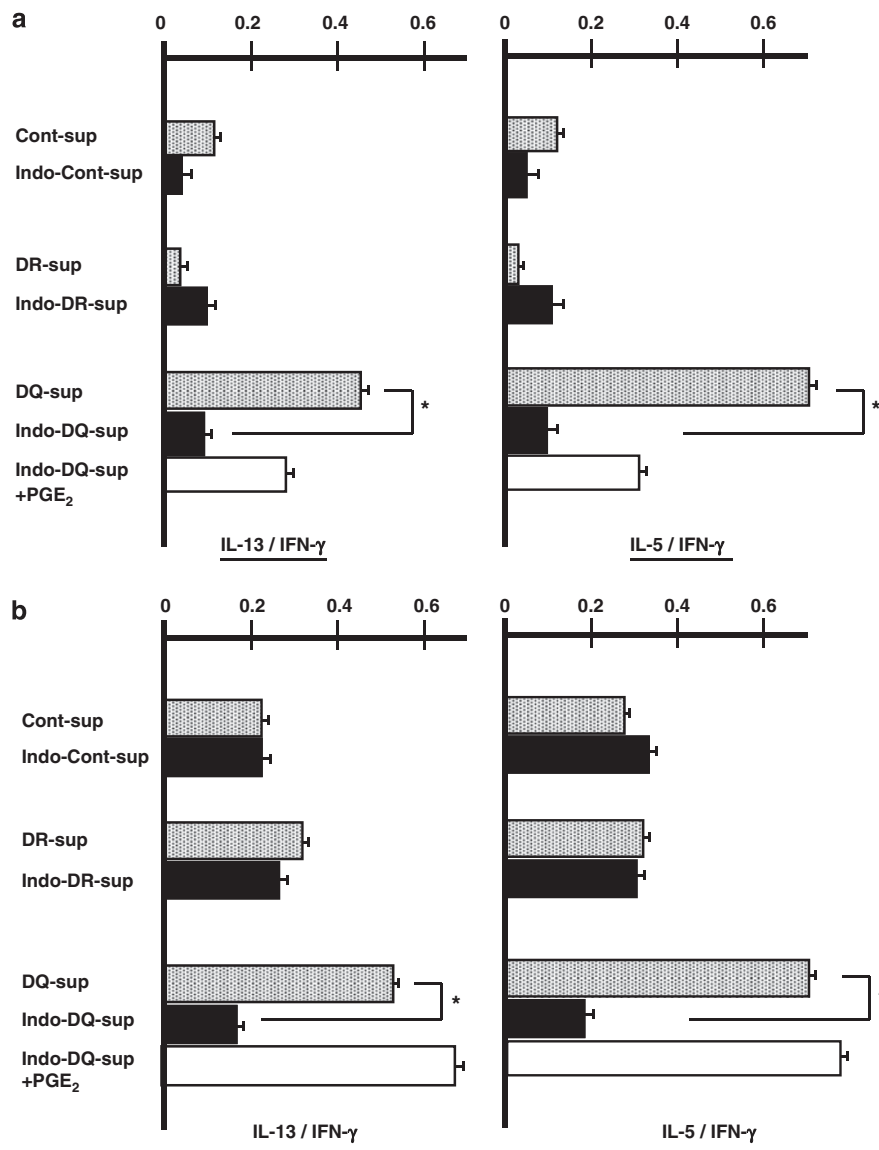 a
0 0.2 0.4 0.6 0 0.2 0.4 0.6
Cont-sup
Indo-Cont-sup
DR-sup
Indo-DR-sup
DQ-sup
Indo-DQ-sup
Indo-DQ-sup
+PGE₂
*
*
IL-13 / IFN-γ IL-5 / IFN-γ
b
0 0.2 0.4 0.6 0 0.2 0.4 0.6
Cont-sup
Indo-Cont-sup
DR-sup
Indo-DR-sup
DQ-sup
Indo-DQ-sup
Indo-DQ-sup
+PGE₂
*
IL-13 / IFN-γ IL-5 / IFN-γ